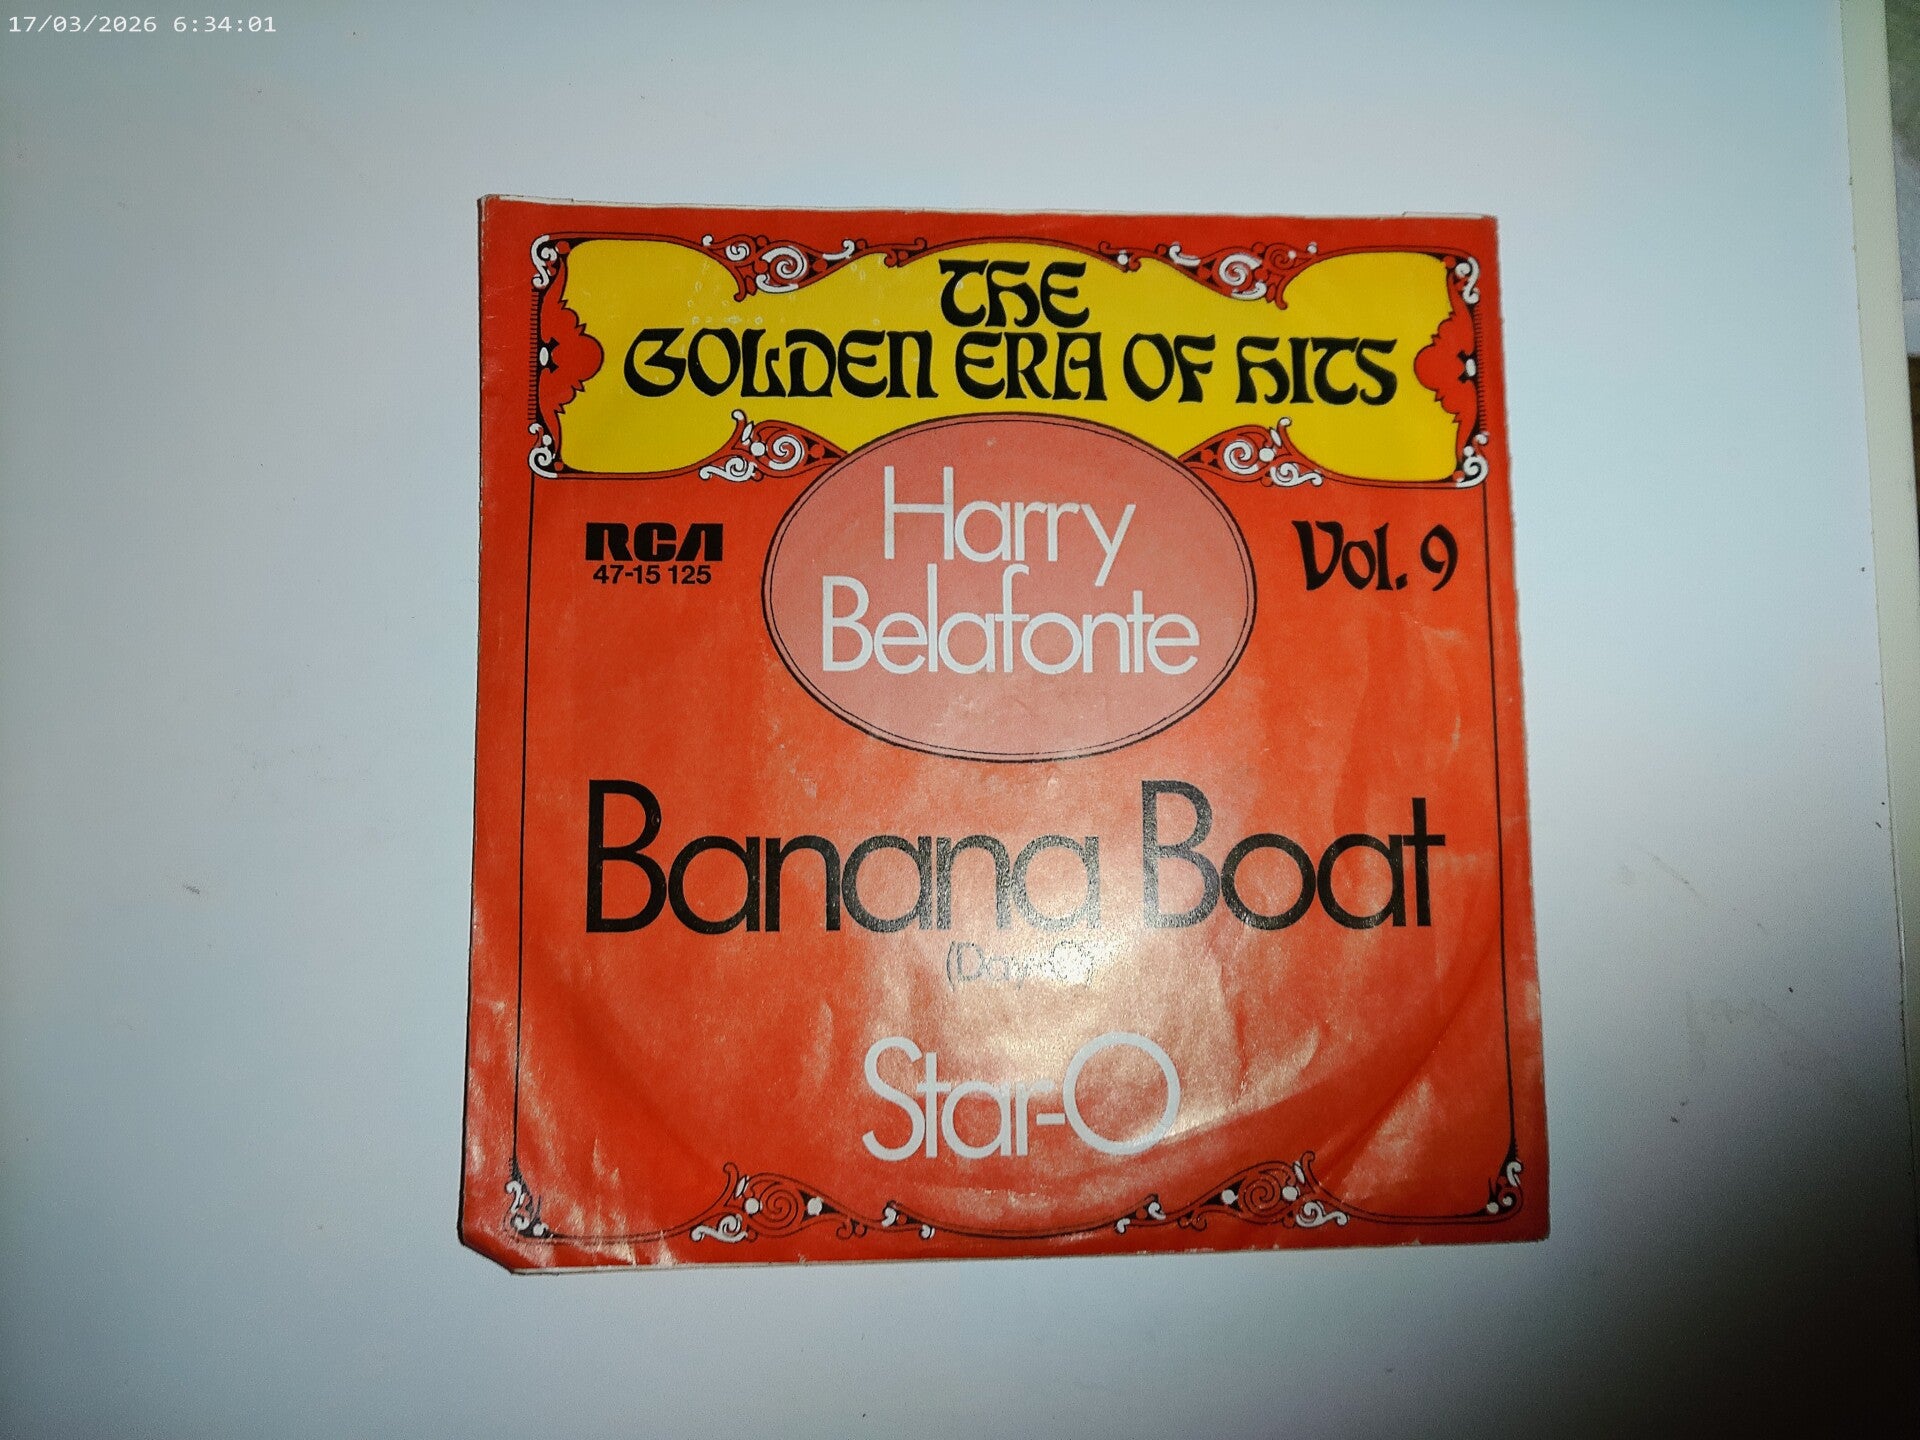 17/03/2026 6:34:01
THE
GOLDEN ERA OF HITS
RCA
47-15 125
Harry
Belafonte
Vol. 9
Banana Boat
(Day-O)
Star-O